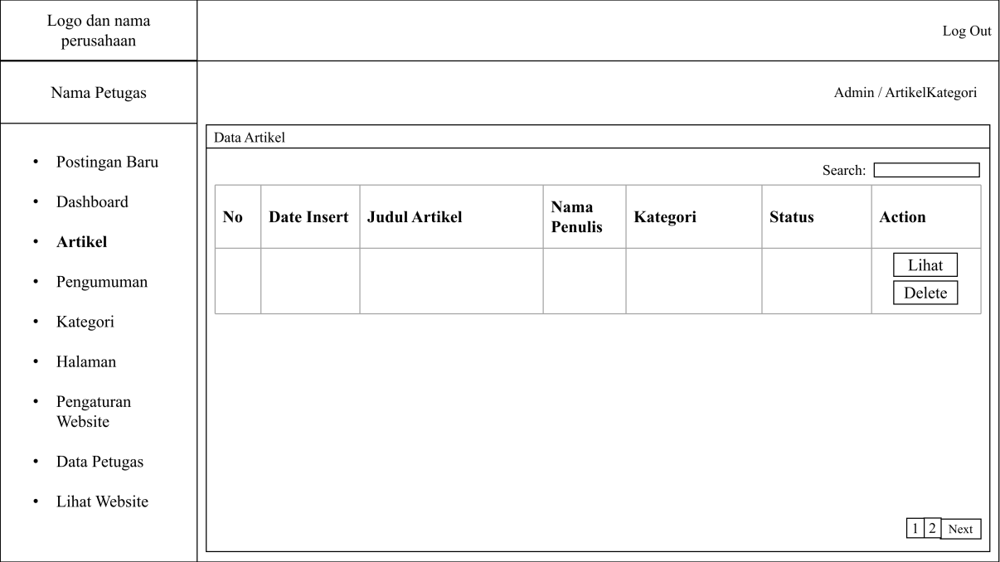 Logo dan nama
perusahaan
Log Out
Nama Petugas
Admin / ArtikelKategori
• Postingan Baru
• Dashboard
• Artikel
• Pengumuman
• Kategori
• Halaman
• Pengaturan
Website
• Data Petugas
• Lihat Website
Data Artikel
Search:
No Date Insert Judul Artikel Nama Penulis Kategori Status Action
Lihat
Delete
1 2 Next